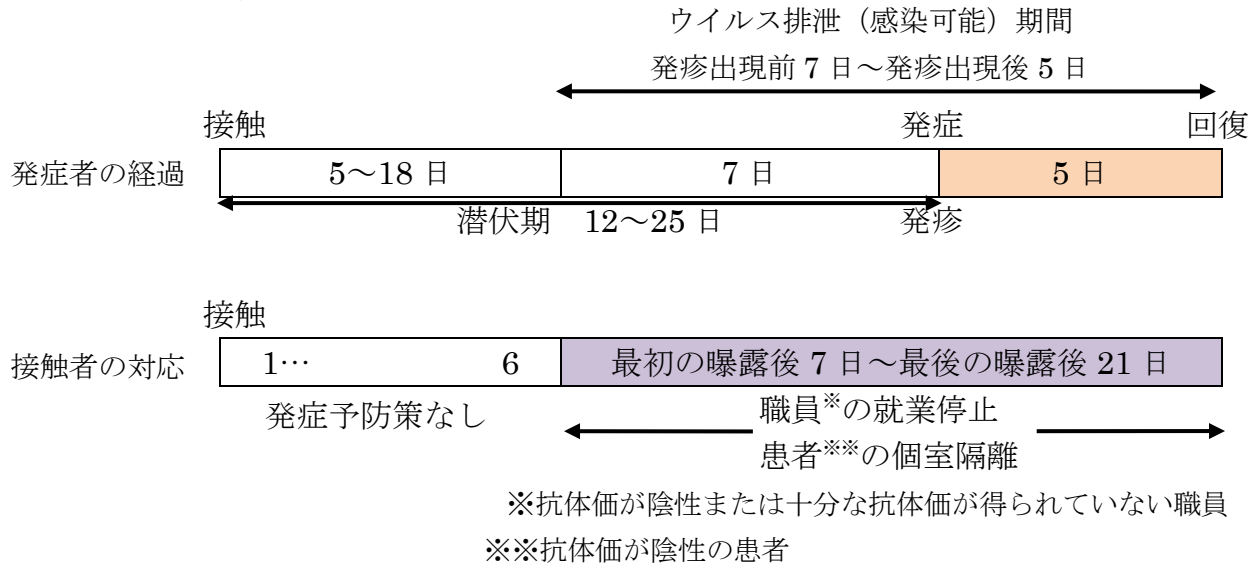 ウイルス排泄（感染可能）期間
発疹出現前 7 日～発疹出現後 5 日
接触 発症 回復
発症者の経過 5～18 日 7 日 5 日
潜伏期 12～25 日 発疹
接触
接触者の対応 1… 6 最初の曝露後 7 日～最後の曝露後 21 日
発症予防策なし 職員※の就業停止
患者※※の個室隔離
※抗体価が陰性または十分な抗体価が得られていない職員
※※抗体価が陰性の患者